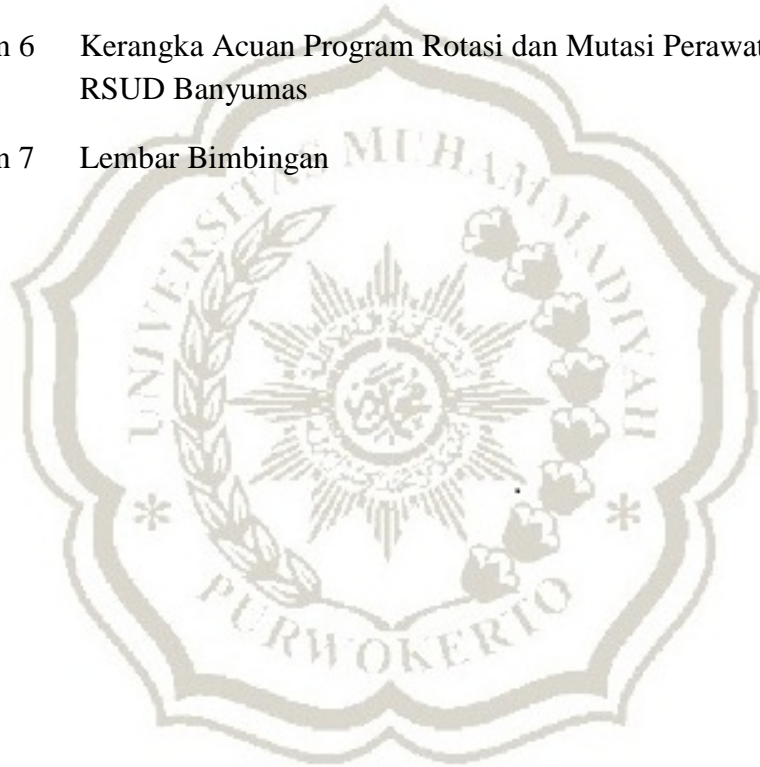 n 6 Kerangka Acuan Program Rotasi dan Mutasi Perawat
RSUD Banyumas
n 7 Lembar Bimbingan
UNIVERSITAS MUHAMMADIYAH
* *
PURWOKERTO